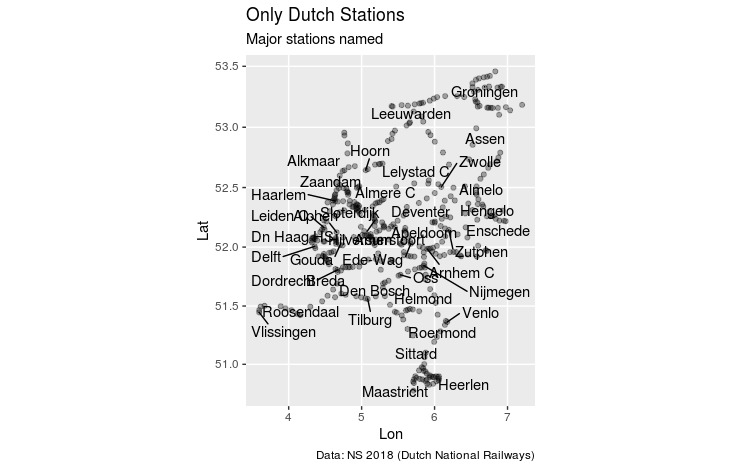 Only Dutch Stations
Major stations named
53.5
Groningen
Leeuwarden
53.0
Assen
Hoorn
Alkmaar
Zwolle
Lelystad C
Zaandam
52.5
Almelo
Haarlem
Almere C
Deventer
Hengelo
Leiden C
Alphen
Sloterdijk
Enschede
Apeldoorn
Dn Haag
Hilversum
Amersfoort
52.0
Zutphen
Delft
Gouda
Ede-Wag
Arnhem C
Dordrecht
Breda
Oss
Den Bosch
Nijmegen
Helmond
51.5
Roosendaal
Venlo
Tilburg
Vlissingen
Roermond
Sittard
51.0
Heerlen
Maastricht
Lat
4
5
6
7
Lon
Data: NS 2018 (Dutch National Railways)